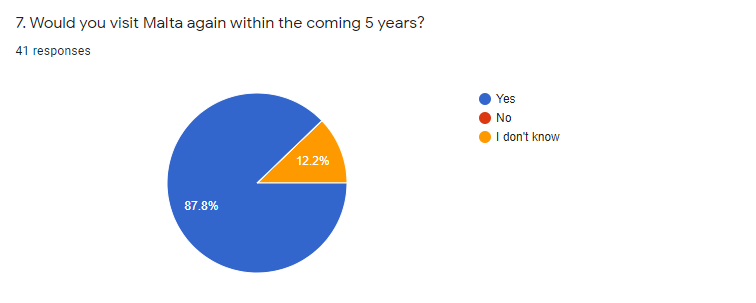 7. Would you visit Malta again within the coming 5 years?
41 responses
Yes
No
I don't know
12.2%
87.8%